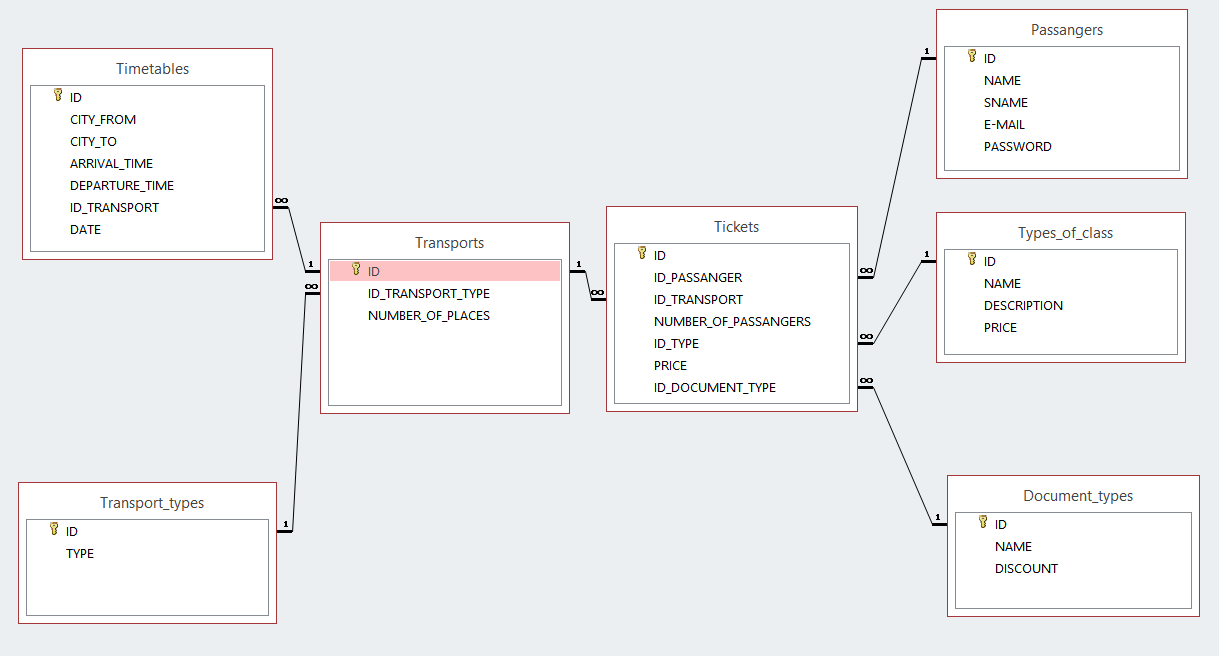 Timetables
ID
CITY_FROM
CITY_TO
ARRIVAL_TIME
DEPARTURE_TIME
ID_TRANSPORT
DATE
∞
1
Transports
ID
ID_TRANSPORT_TYPE
NUMBER_OF_PLACES
∞
1
Transport_types
ID
TYPE
1
∞
Tickets
ID
ID_PASSANGER
ID_TRANSPORT
NUMBER_OF_PASSANGERS
ID_TYPE
PRICE
ID_DOCUMENT_TYPE
∞
∞
∞
1
Passangers
ID
NAME
SNAME
E-MAIL
PASSWORD
1
Types_of_class
ID
NAME
DESCRIPTION
PRICE
1
Document_types
ID
NAME
DISCOUNT